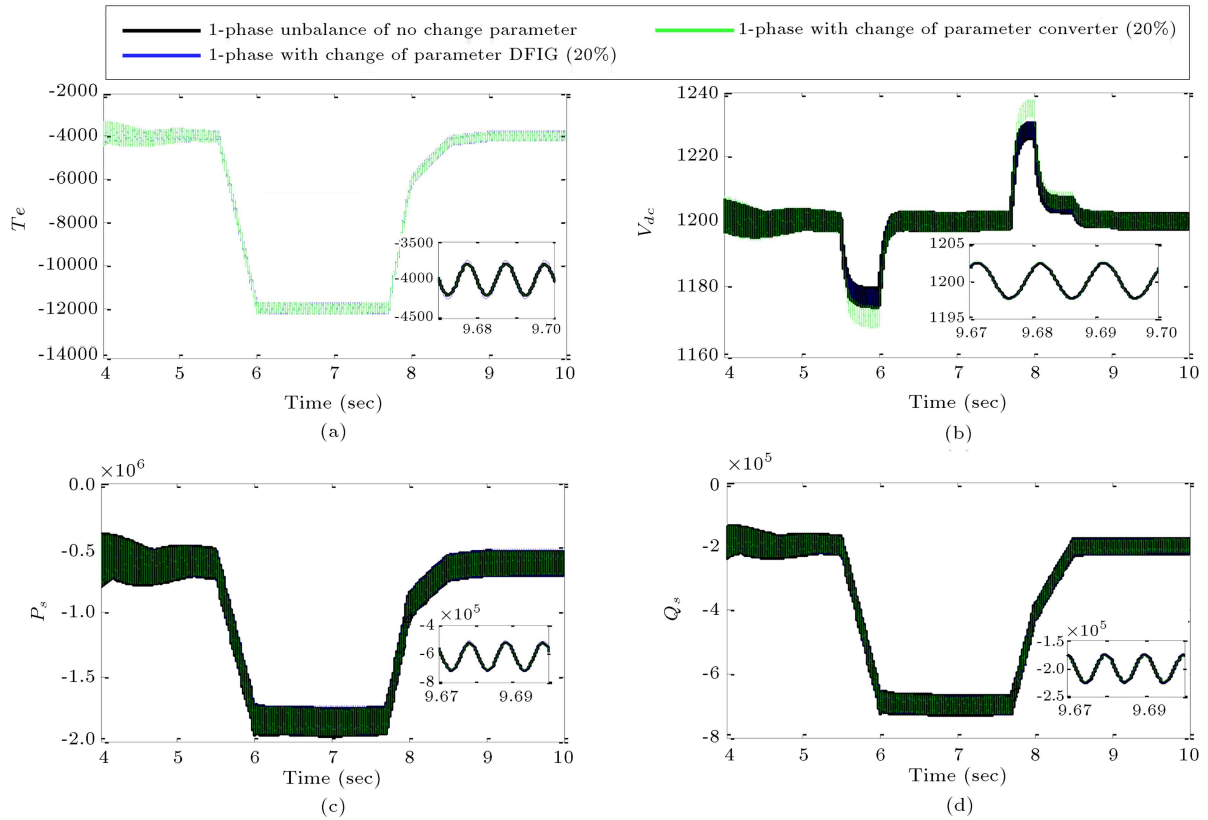 1-phase unbalance of no change parameter
1-phase with change of parameter converter (20%)
1-phase with change of parameter DFIG (20%)
-2000
-4000
-6000
-8000
-10000
-12000
-14000
Te
4 5 6 7 8 9 10
Time (sec)
(a)
-3500
-4000
-4500
9.68 9.70
1240
1220
1200
1180
1160
Vdc
4 5 6 7 8 9 10
Time (sec)
(b)
1205
1200
1195
9.67 9.68 9.69 9.70
×10^6
0.0
-0.5
-1.0
-1.5
-2.0
Ps
4 5 6 7 8 9 10
Time (sec)
(c)
×10^5
-4
-6
-8
9.67 9.69
×10^5
0
-2
-4
-6
-8
Qs
4 5 6 7 8 9 10
Time (sec)
(d)
×10^5
-1.5
-2.0
-2.5
9.67 9.69